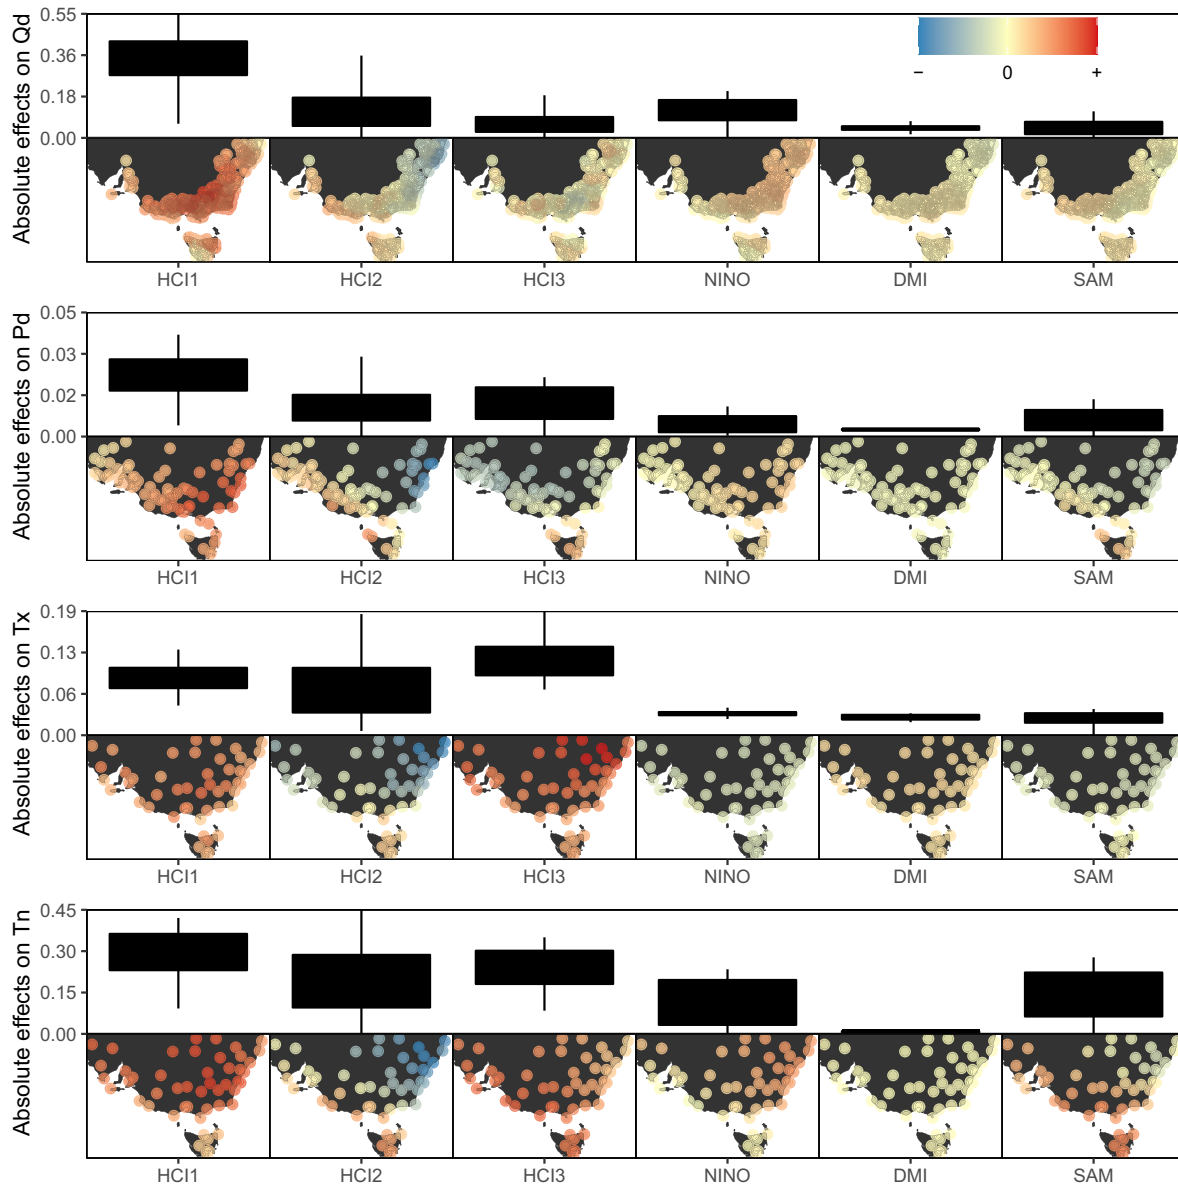 Absolute effects on Qd
0.55
0.36
0.18
0.00
− 0 +
HCI1 HCI2 HCI3 NINO DMI SAM
Absolute effects on Pd
0.05
0.03
0.02
0.00
HCI1 HCI2 HCI3 NINO DMI SAM
Absolute effects on Tx
0.19
0.13
0.06
0.00
HCI1 HCI2 HCI3 NINO DMI SAM
Absolute effects on Tn
0.45
0.30
0.15
0.00
HCI1 HCI2 HCI3 NINO DMI SAM